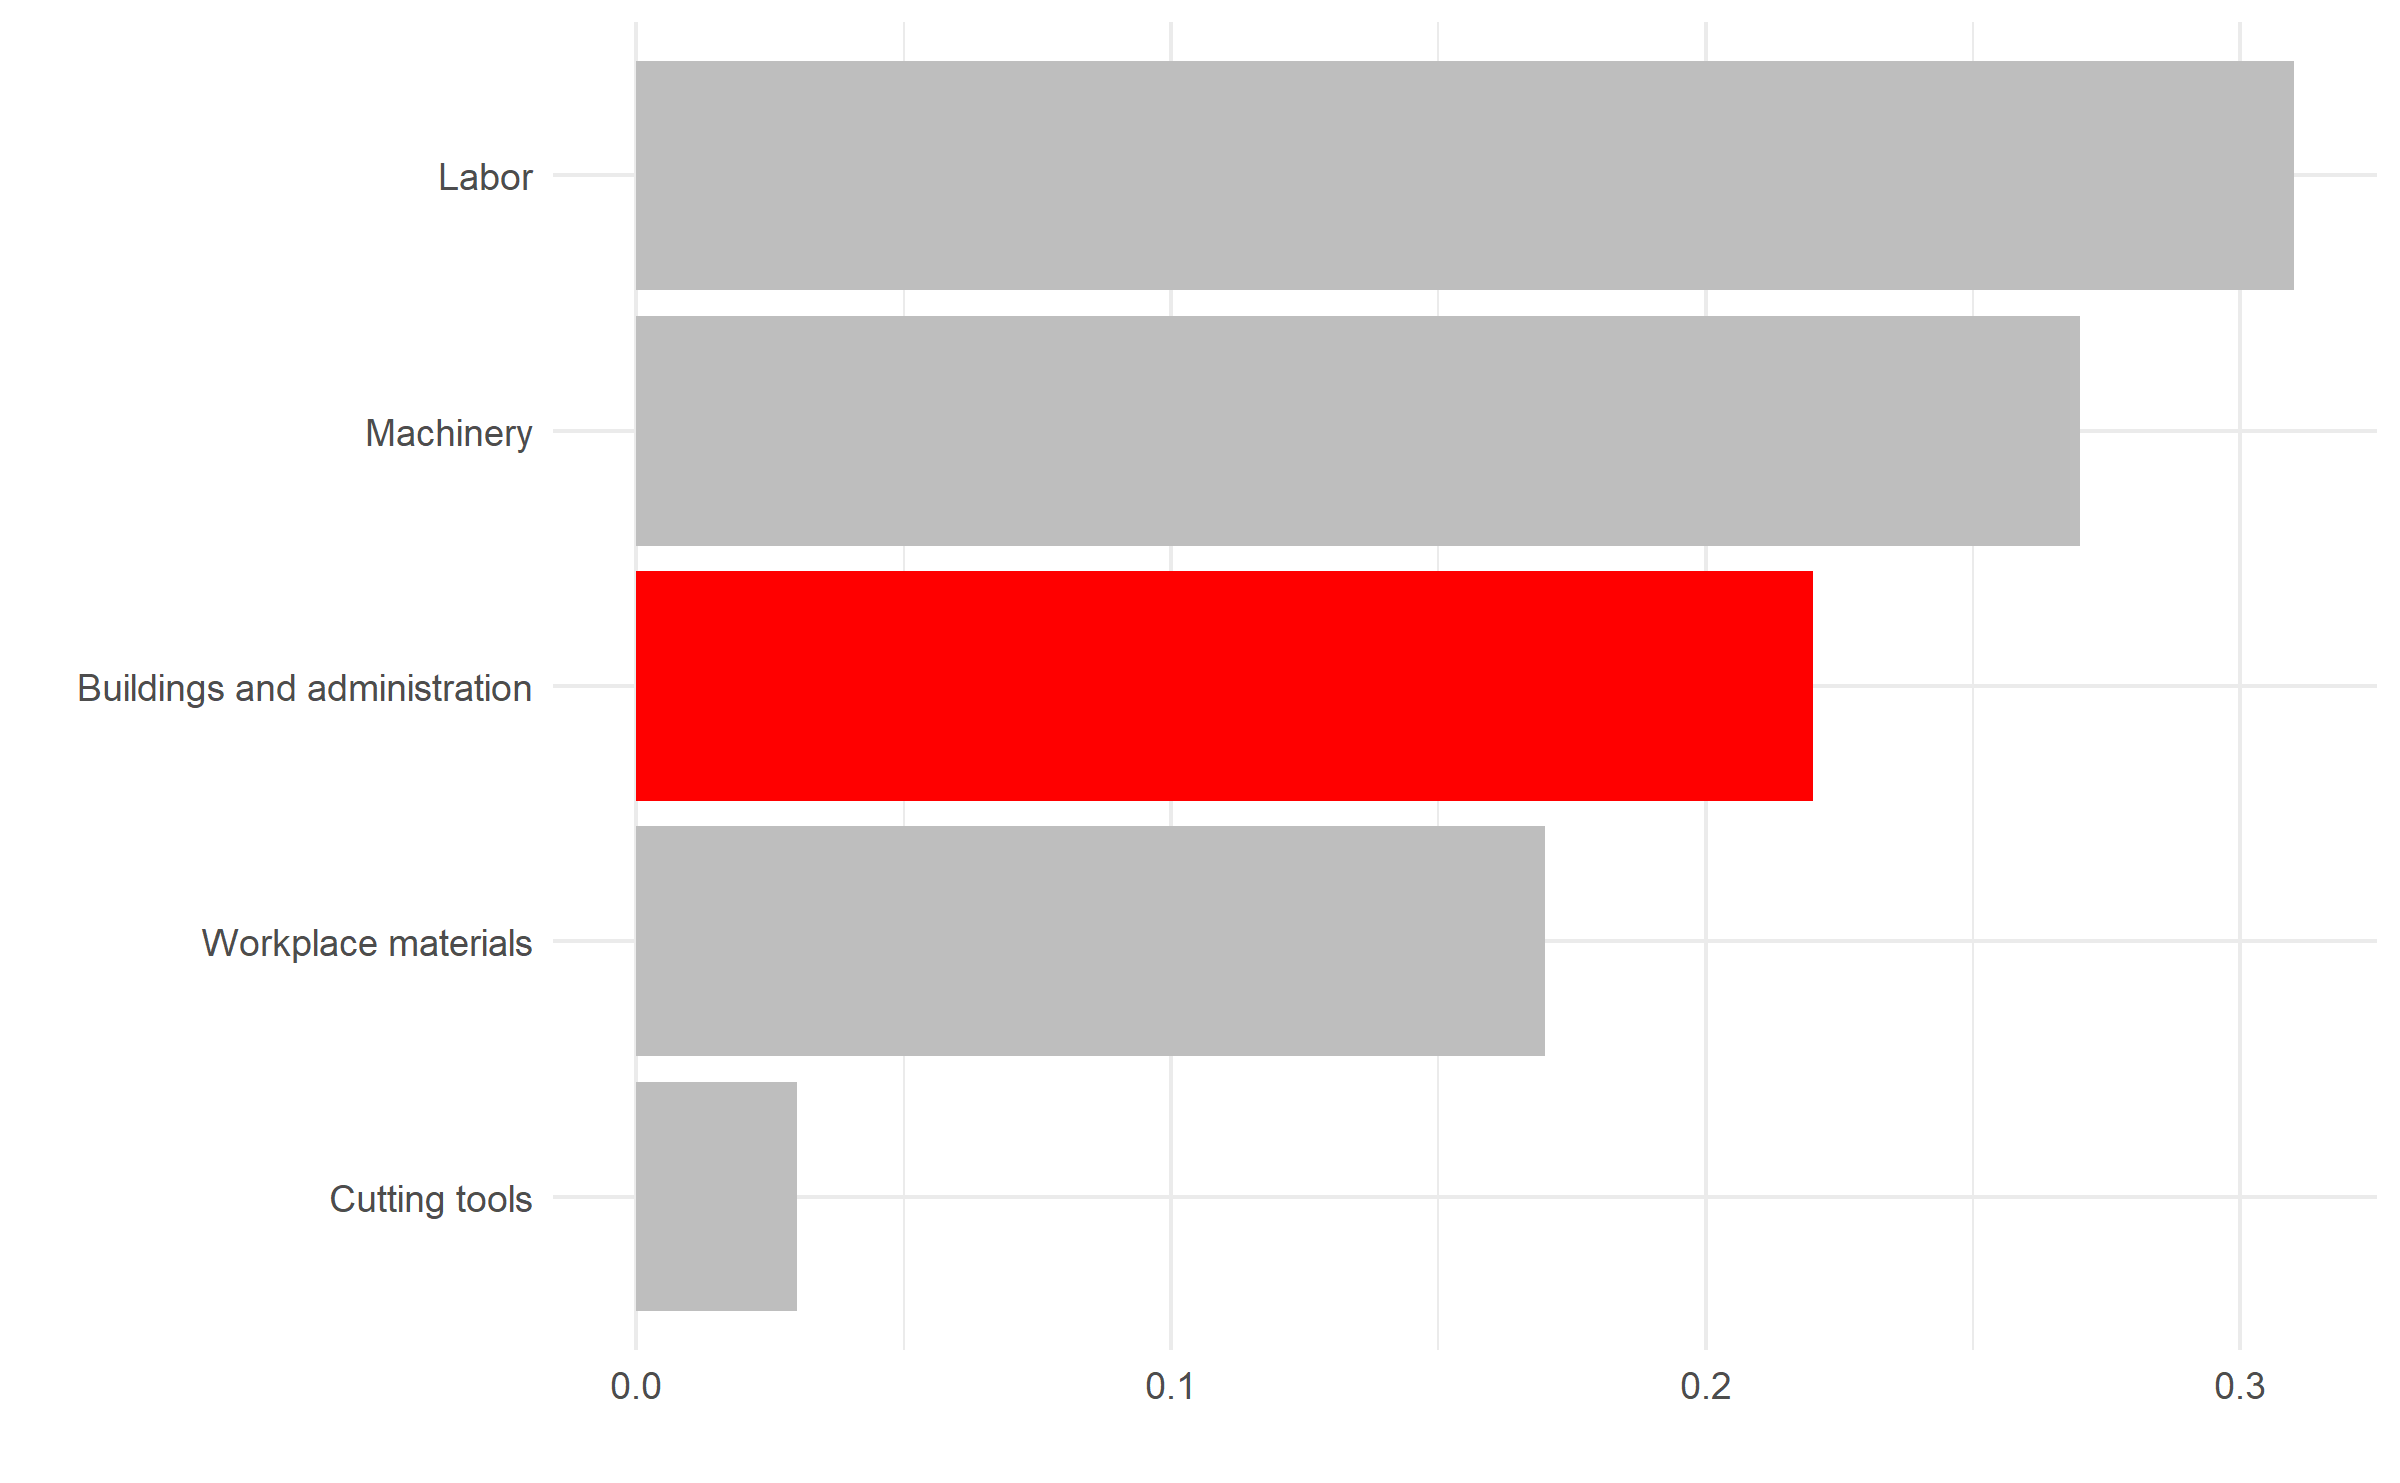 Labor
Machinery
Buildings and administration
Workplace materials
Cutting tools
0.0 0.1 0.2 0.3